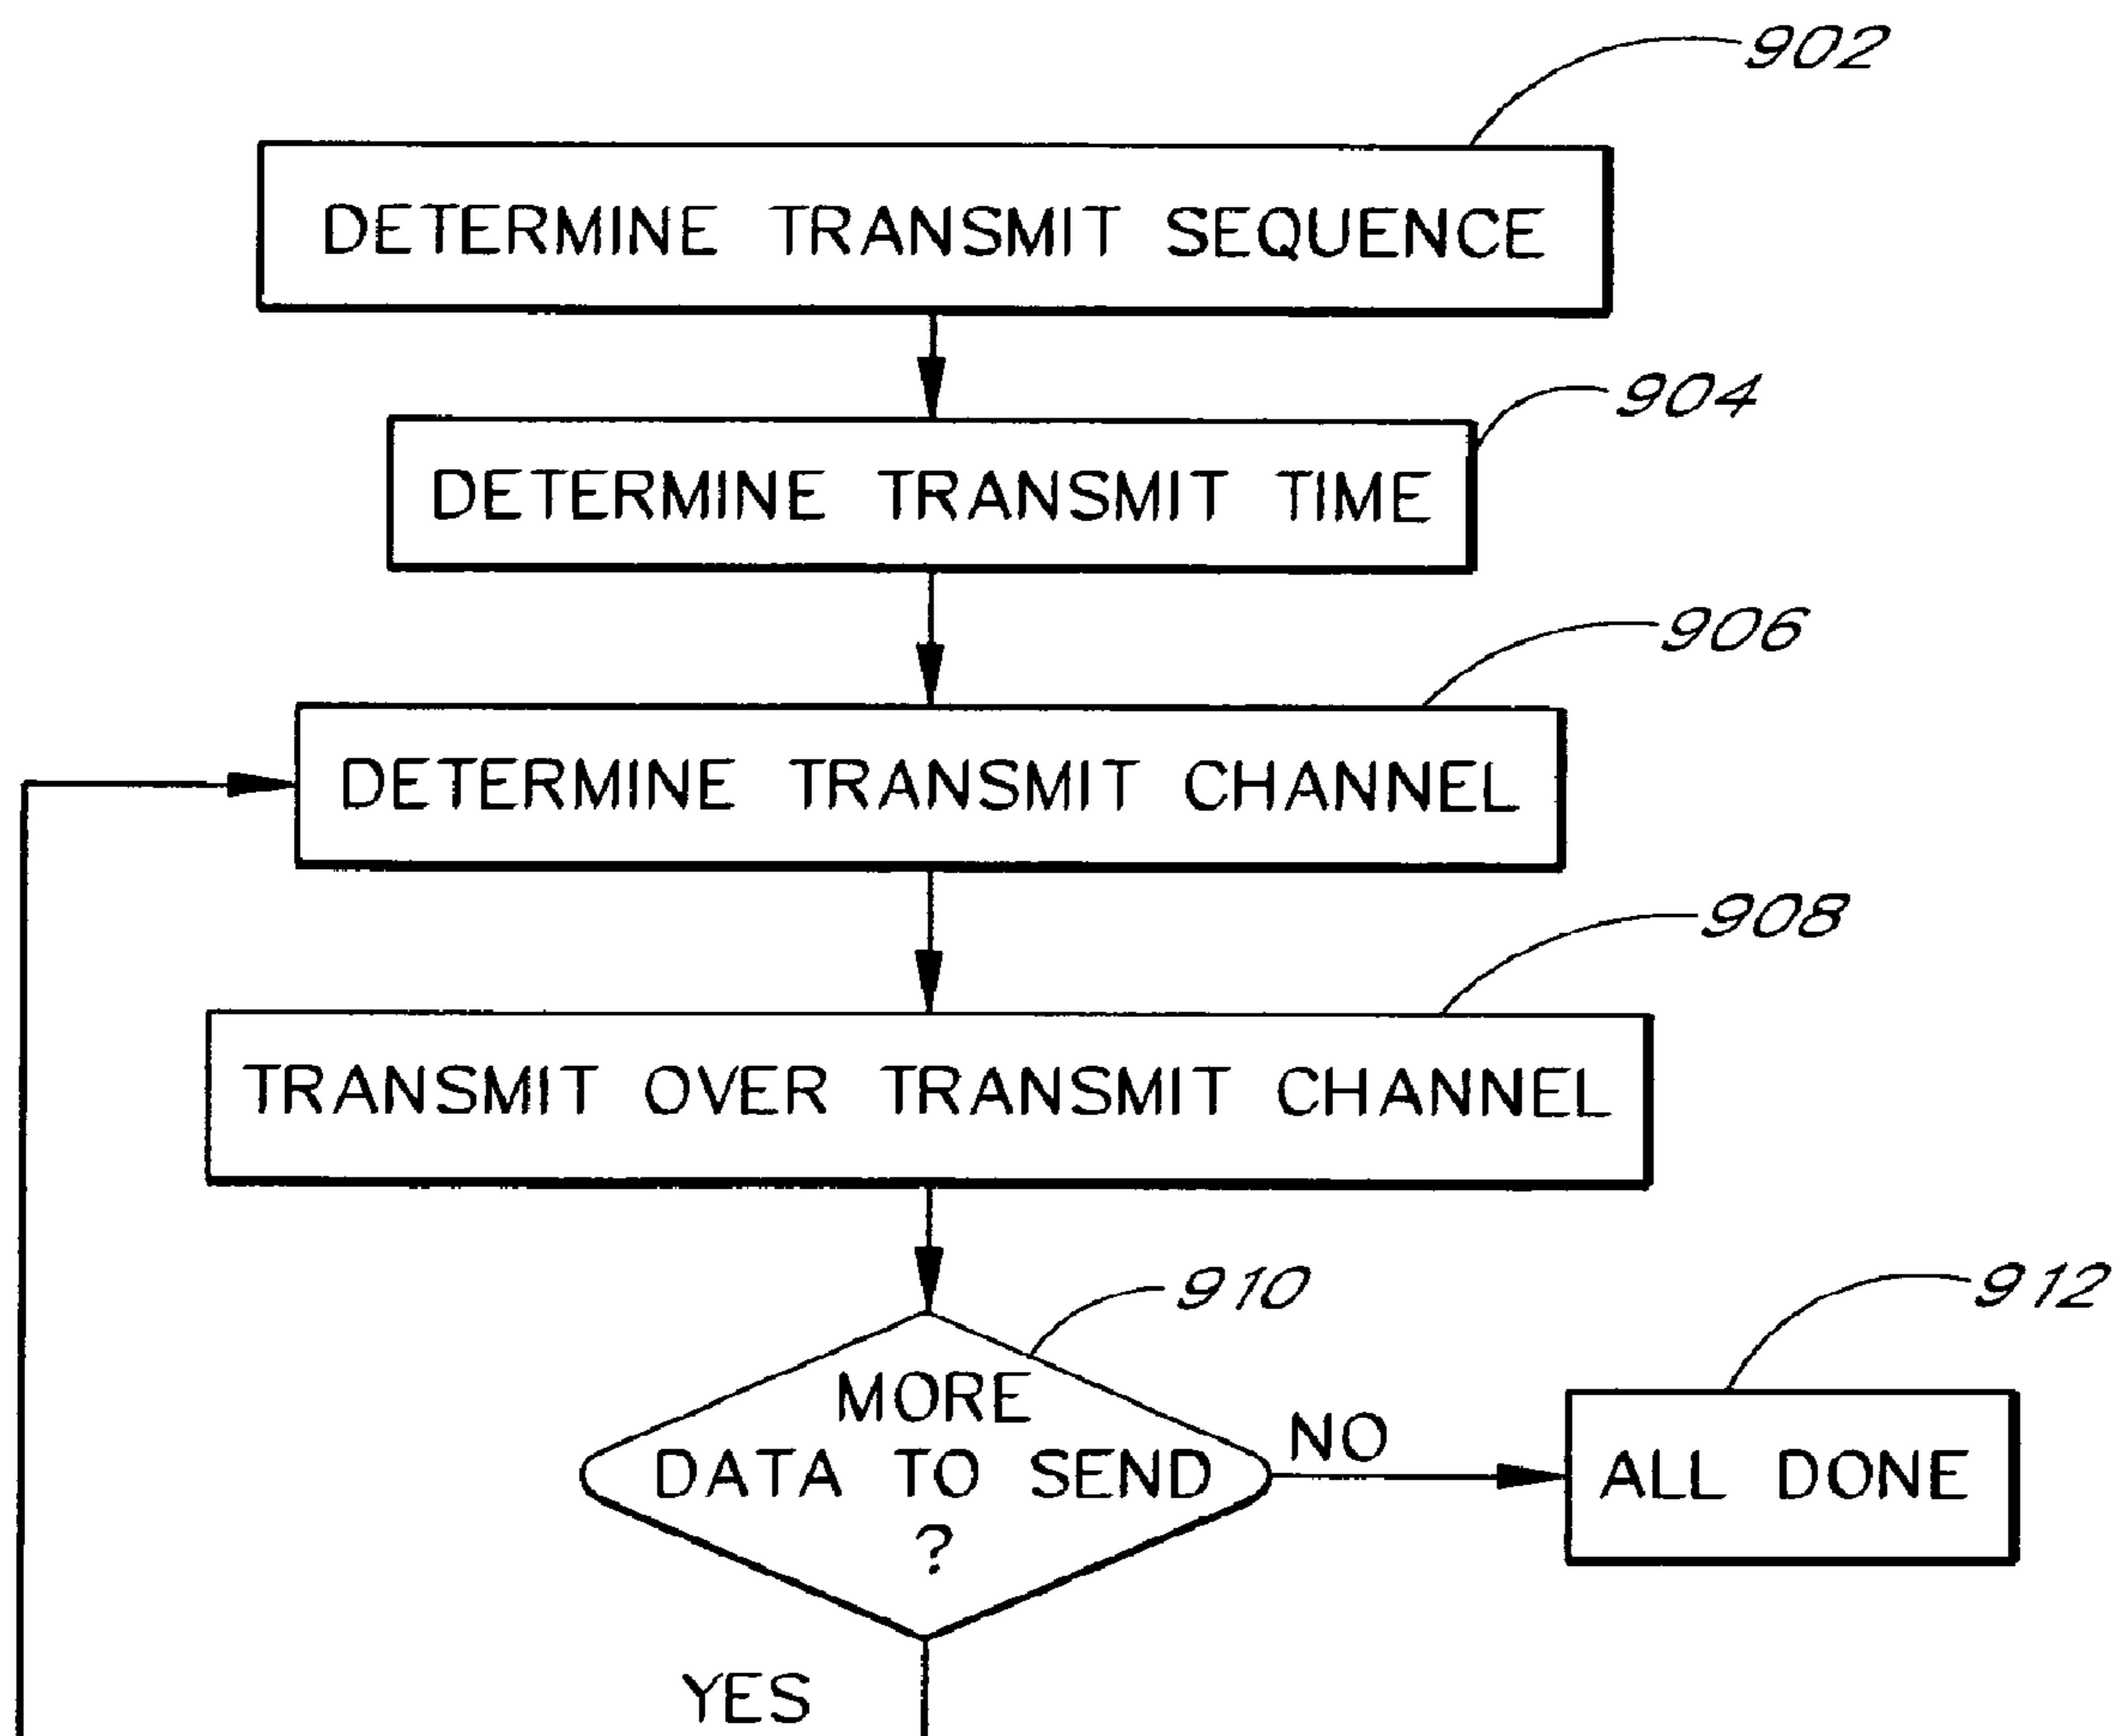 902
DETERMINE TRANSMIT SEQUENCE
904
DETERMINE TRANSMIT TIME
906
DETERMINE TRANSMIT CHANNEL
908
TRANSMIT OVER TRANSMIT CHANNEL
910
912
MORE
DATA TO SEND
?
NO
ALL DONE
YES